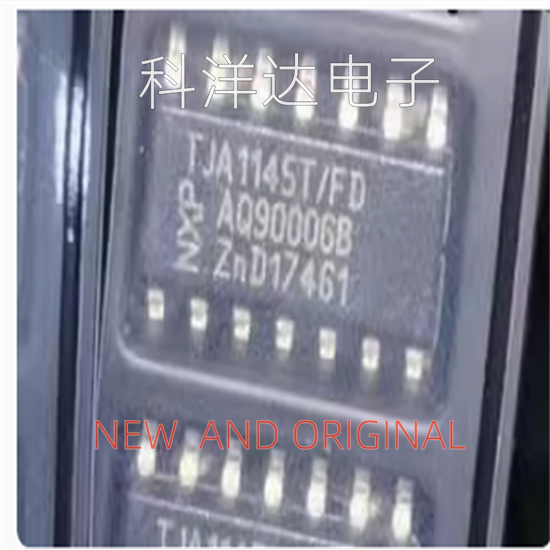 科洋达电子
TJA1145T/FD
NXP
AQ90006B
ZnD17461
NEW AND ORIGINAL